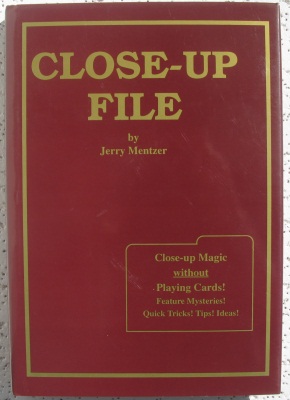 CLOSE-UP
FILE
by
Jerry Mentzer
Close-up Magic
without
Playing Cards!
Feature Mysteries!
Quick Tricks! Tips! Ideas!